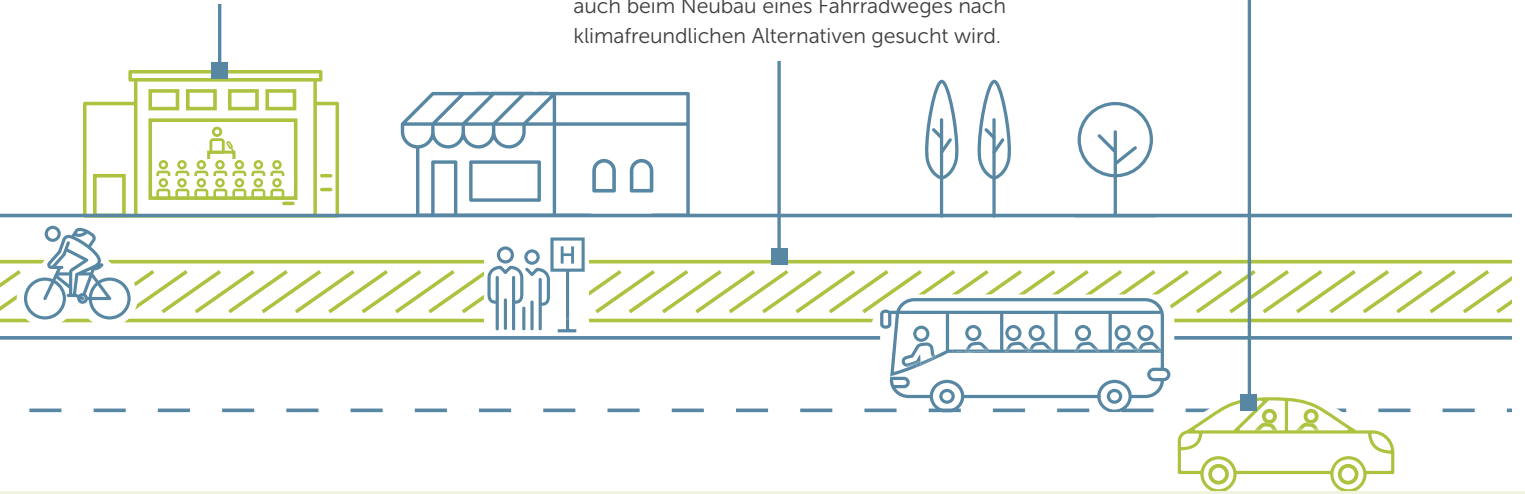 auch beim Neubau eines Fahrradweges nach
klimafreundlichen Alternativen gesucht wird.
H